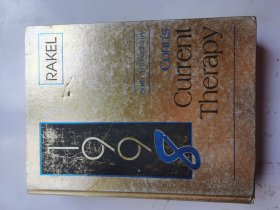 RAKEL
Conn's
Current
Therapy
1998